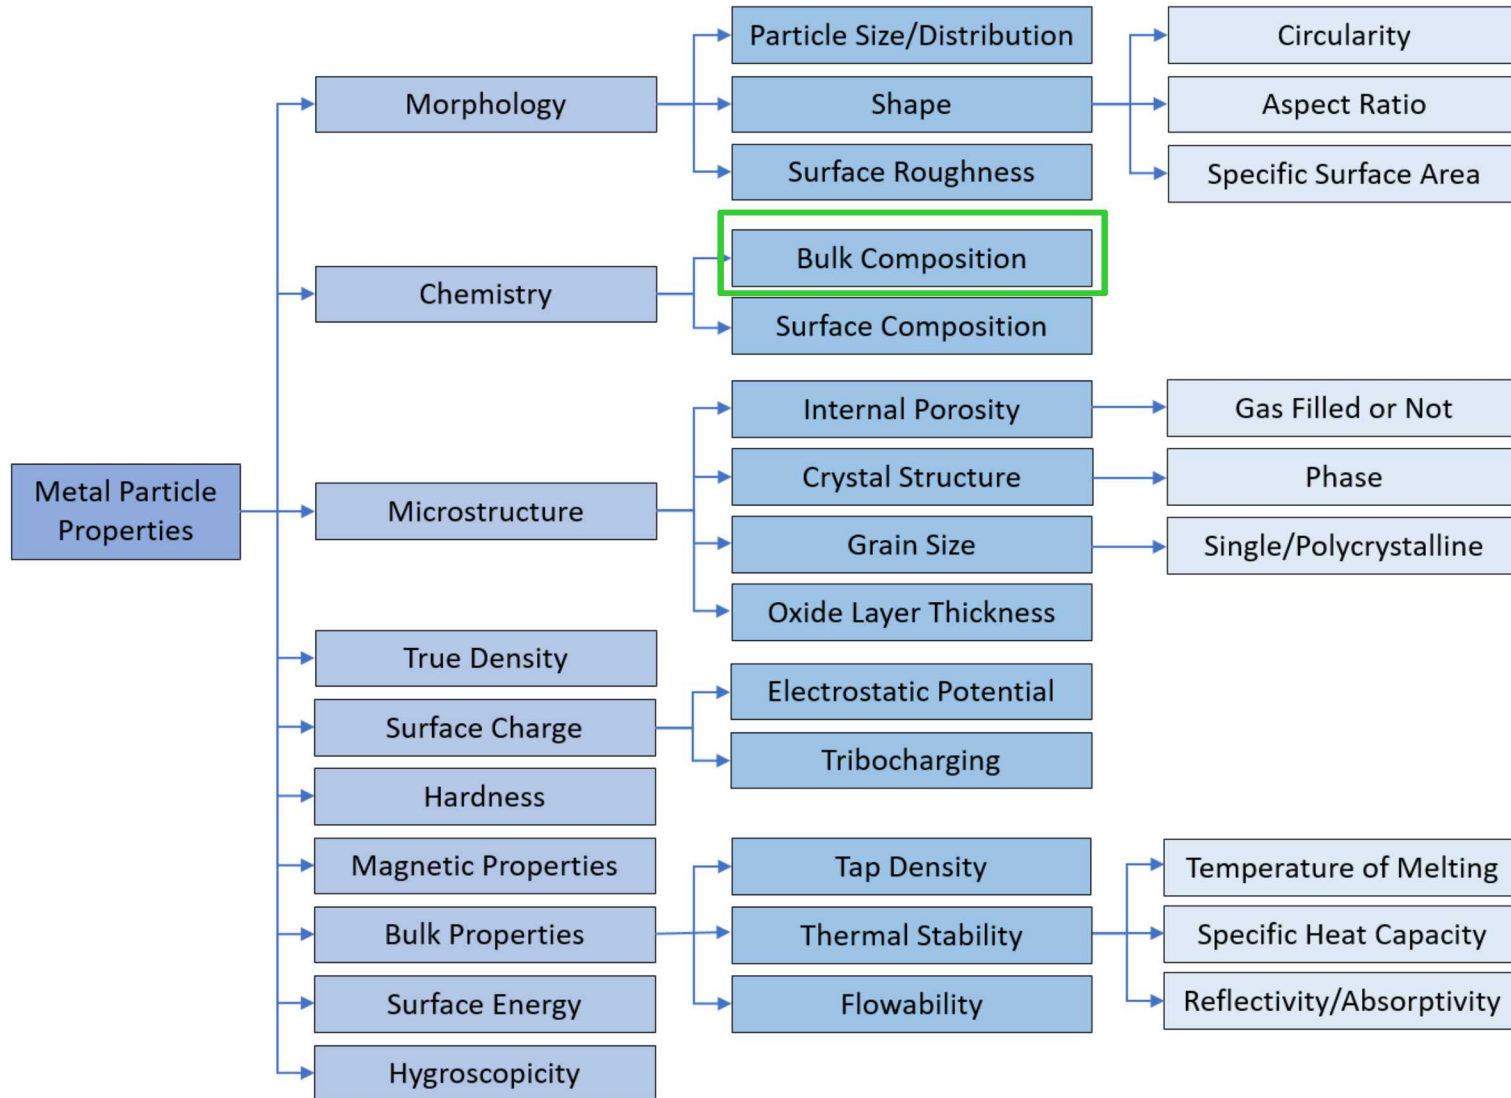 Metal Particle
Properties
Morphology
Particle Size/Distribution
Shape
Circularity
Aspect Ratio
Specific Surface Area
Surface Roughness
Chemistry
Bulk Composition
Surface Composition
Microstructure
Internal Porosity
Gas Filled or Not
Crystal Structure
Phase
Grain Size
Single/Polycrystalline
Oxide Layer Thickness
True Density
Surface Charge
Electrostatic Potential
Tribocharging
Hardness
Magnetic Properties
Bulk Properties
Tap Density
Thermal Stability
Temperature of Melting
Specific Heat Capacity
Reflectivity/Absorptivity
Flowability
Surface Energy
Hygroscopicity